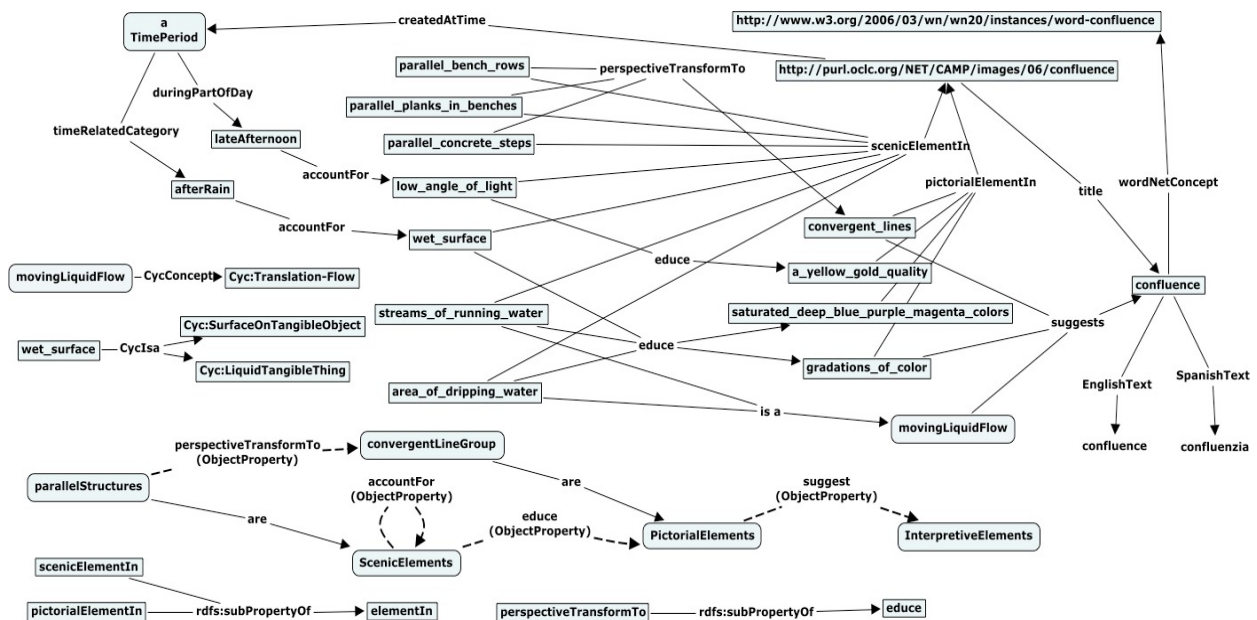 a
TimePeriod
createdAtTime
http://www.w3.org/2006/03/wn/wn20/instances/word-confluence
parallel_bench_rows
perspectiveTransformTo
http://purl.oclc.org/NET/CAMP/images/06/confluence
duringPartOfDay
parallel_planks_in_benches
timeRelatedCategory
lateAfternoon
parallel_concrete_steps
scenicElementIn
accountFor
afterRain
low_angle_of_light
pictorialElementIn
title
wordNetConcept
accountFor
wet_surface
convergent_lines
movingLiquidFlow
CycConcept
Cyc:Translation-Flow
educe
a_yellow_gold_quality
confluence
streams_of_running_water
saturated_deep_blue_purple_magenta_colors
suggests
Cyc:SurfaceOnTangibleObject
wet_surface
CycIsa
Cyc:LiquidTangibleThing
educe
gradations_of_color
EnglishText
SpanishText
area_of_dripping_water
is a
movingLiquidFlow
confluence
confluenzia
perspectiveTransformTo
(ObjectProperty)
convergentLineGroup
parallelStructures
accountFor
(ObjectProperty)
are
suggest
(ObjectProperty)
are
educe
(ObjectProperty)
PictorialElements
InterpretiveElements
ScenicElements
scenicElementIn
pictorialElementIn
rdfs:subPropertyOf
elementIn
perspectiveTransformTo
rdfs:subPropertyOf
educe